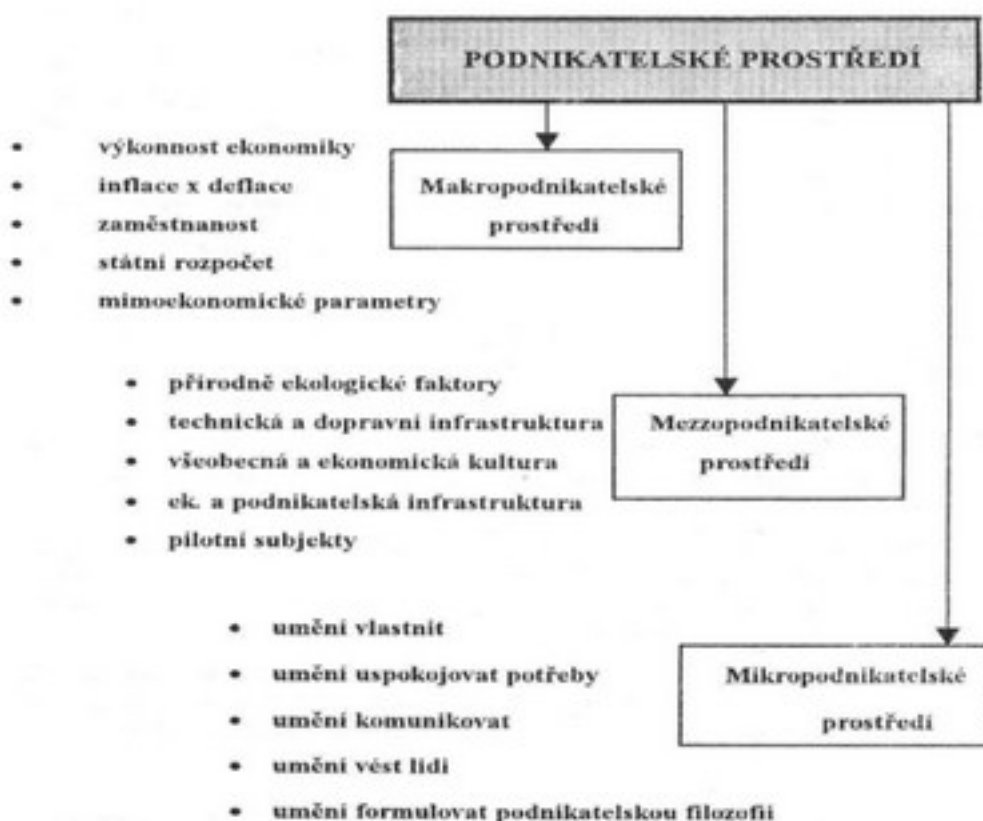 PODNIKATELSKÉ PROSTŘEDÍ
• výkonnost ekonomiky
• inflace x deflace
• zaměstnanost
• státní rozpočet
• mimoekonomické parametry
Makropodnikatelské
prostředí
• přírodně ekologické faktory
• technická a dopravní infrastruktura
• všeobecná a ekonomická kultura
• ek. a podnikatelská infrastruktura
• pilotní subjekty
Mezzopodnikatelské
prostředí
• umění vlastnit
• umění uspokojovat potřeby
• umění komunikovat
• umění vést lidi
• umění formulovat podnikatelskou filozofii
Mikropodnikatelské
prostředí